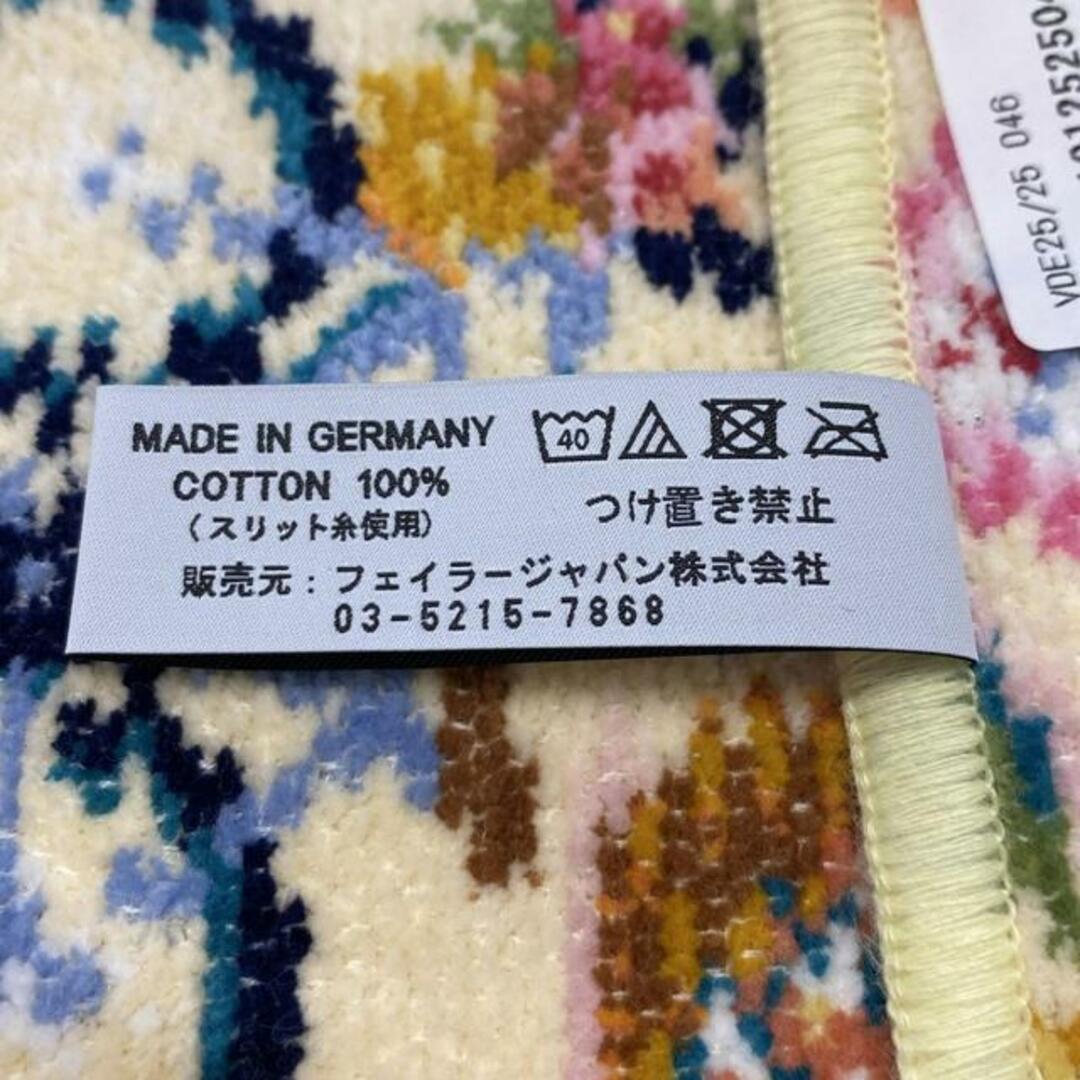 MADE IN GERMANY
COTTON 100%
(スリット糸使用)
40
つけ置き禁止
販売元：フェイラージャパン株式会社
03-5215-7868
VDE25/25 046